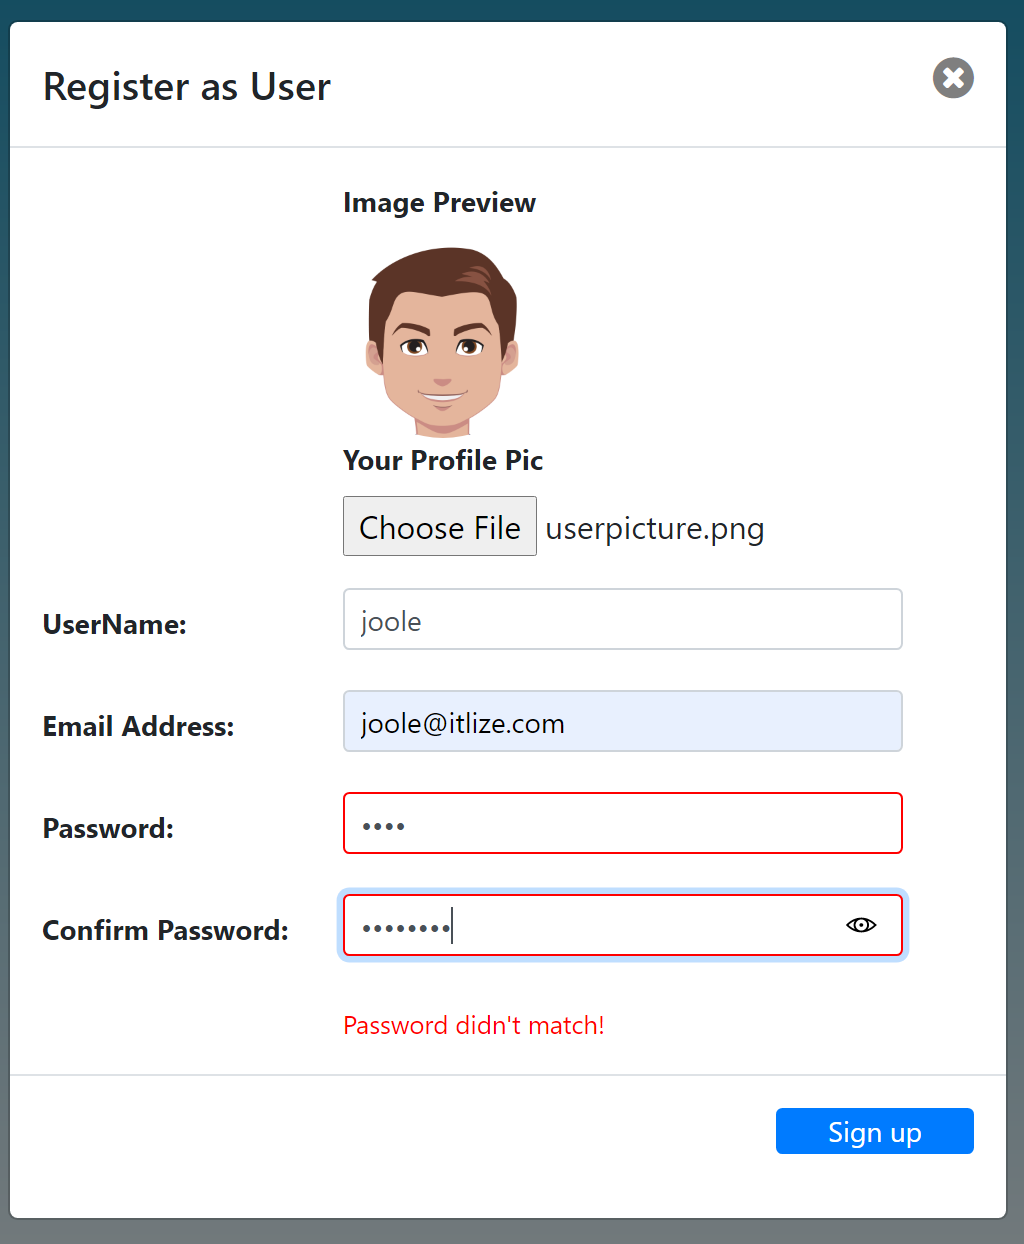 Register as User
Image Preview
Your Profile Pic
Choose File userpicture.png
UserName: joole
Email Address: joole@itlize.com
Password: ••••
Confirm Password: ••••••••
Password didn't match!
Sign up